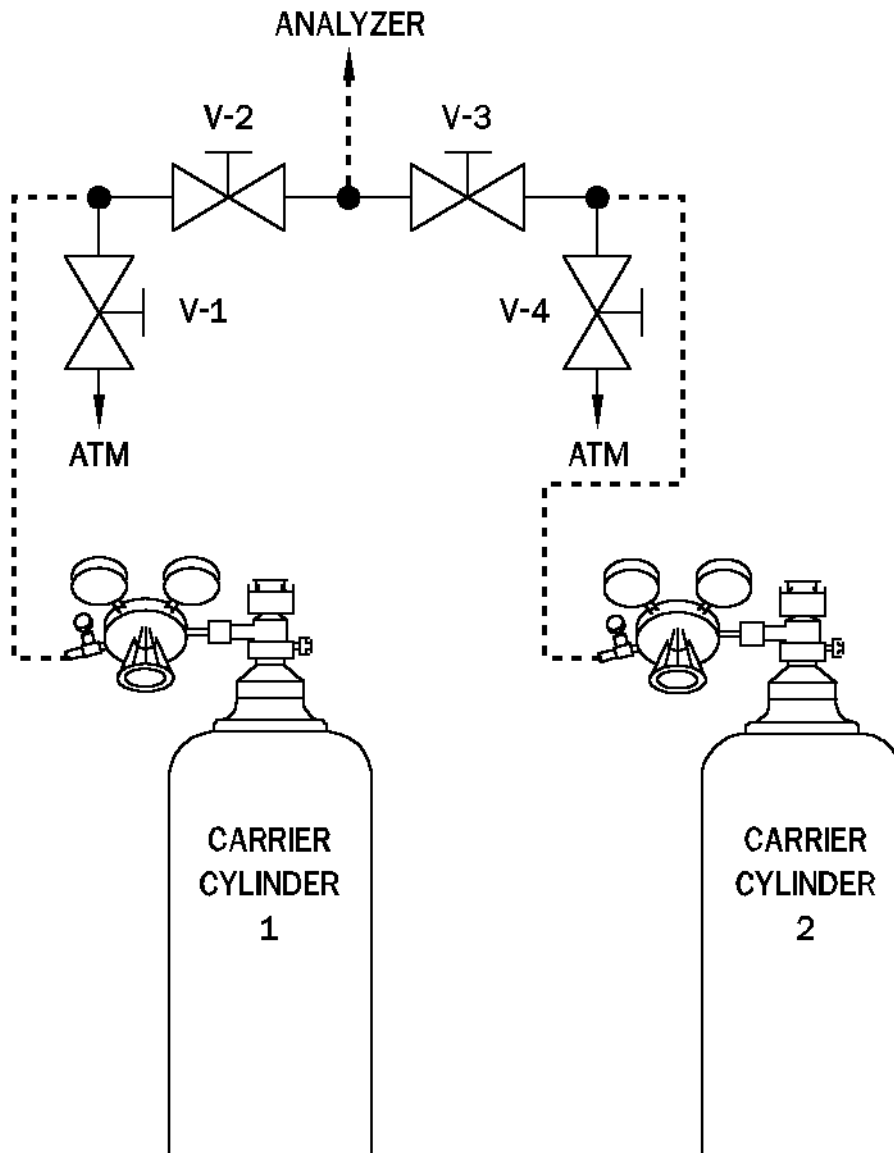 ANALYZER
V-2
V-3
V-1
V-4
ATM
ATM
CARRIER
CYLINDER
1
CARRIER
CYLINDER
2